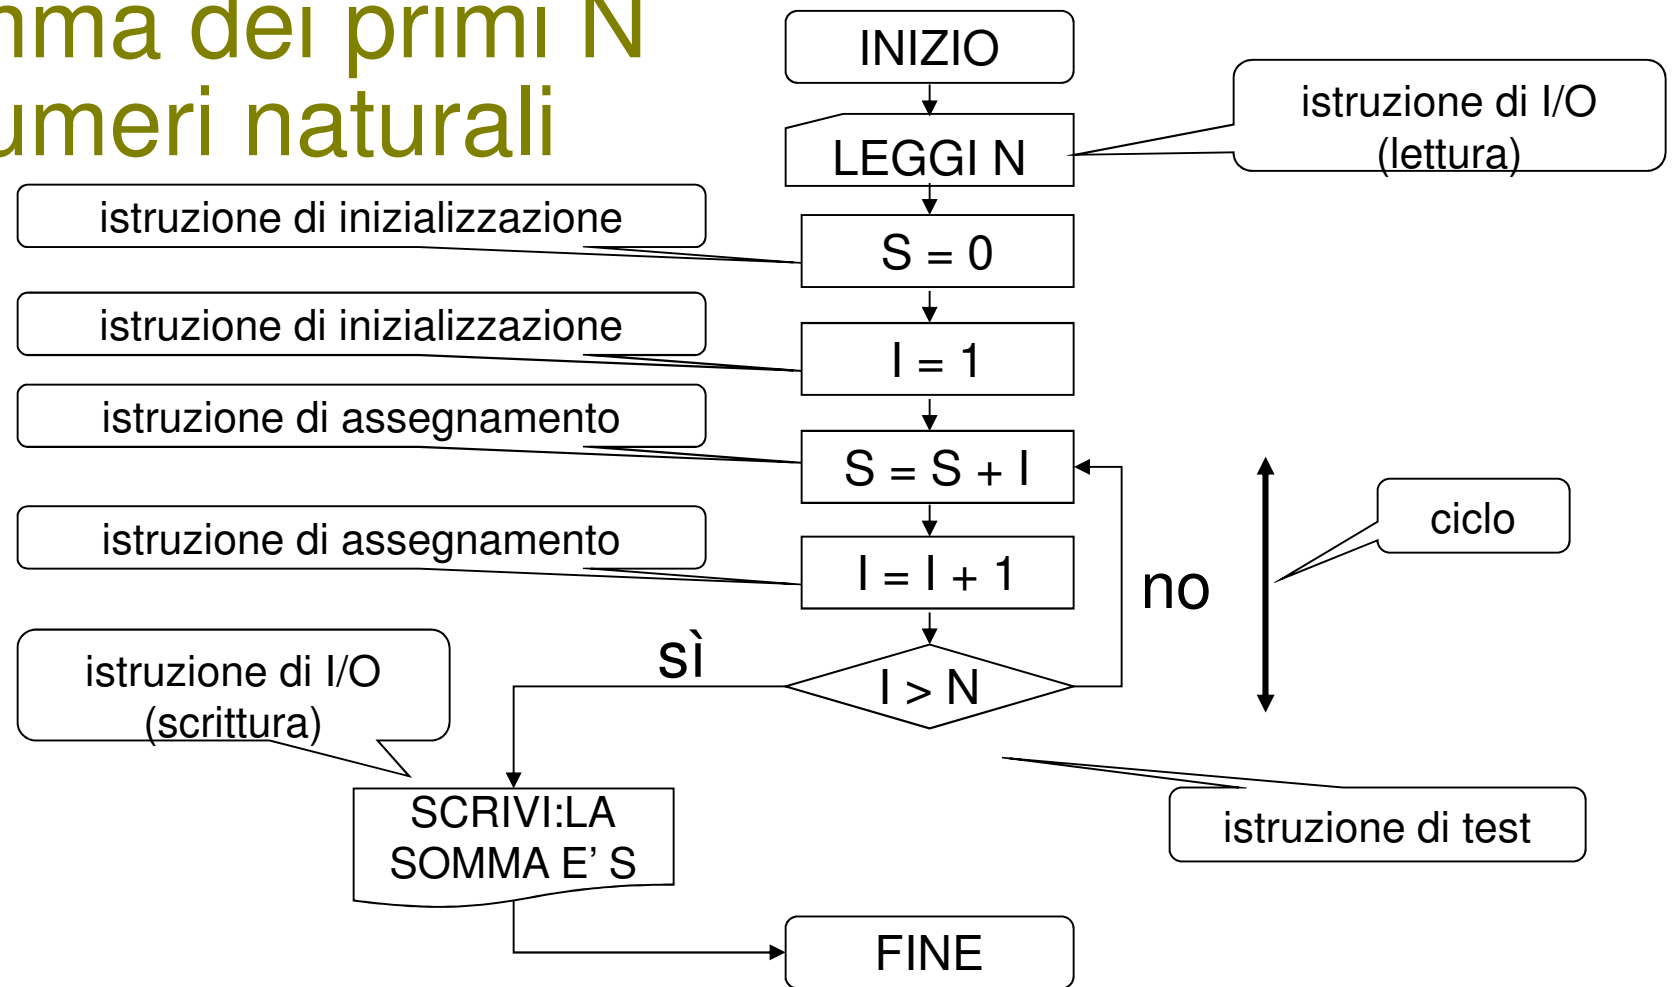 mma dei primi N
umeri naturali
INIZIO
istruzione di I/O
(lettura)
LEGGI N
istruzione di inizializzazione
S = 0
istruzione di inizializzazione
I = 1
istruzione di assegnamento
S = S + I
ciclo
istruzione di assegnamento
I = I + 1
no
sì
istruzione di I/O
(scrittura)
I > N
SCRIVI:LA
SOMMA E’ S
istruzione di test
FINE